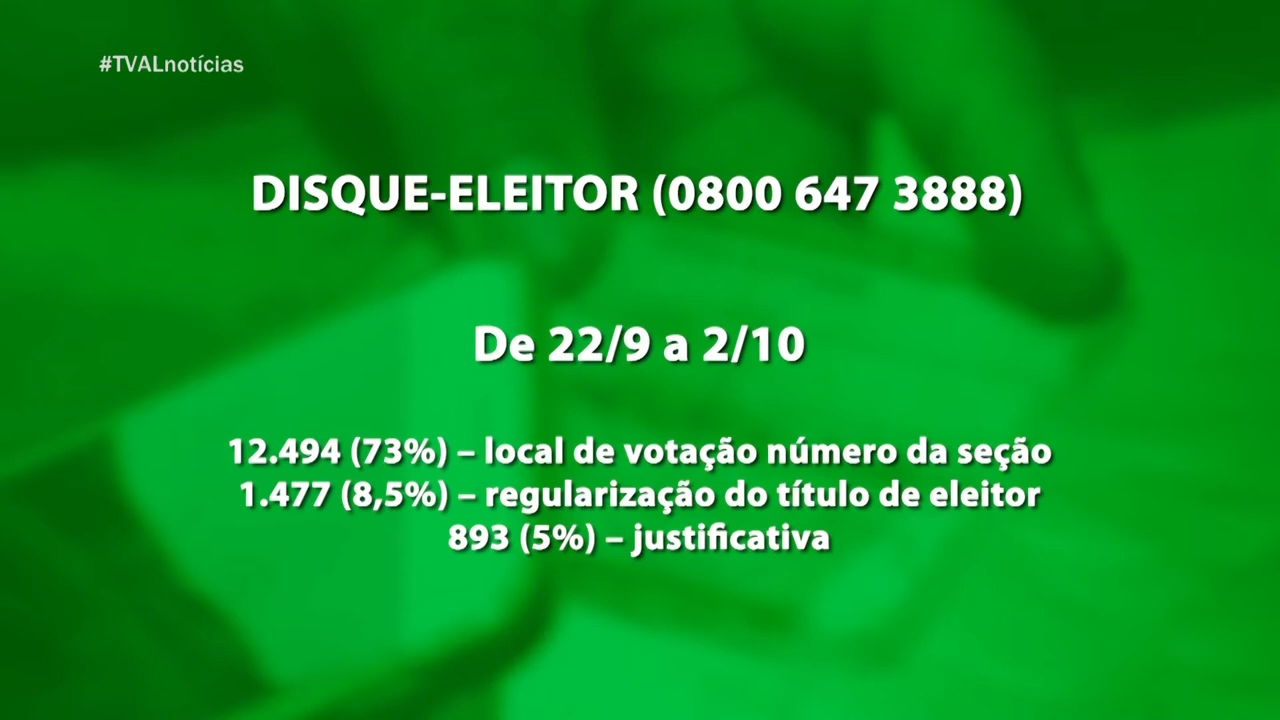 #TVALnotícias
DISQUE-ELEITOR (0800 647 3888)
De 22/9 a 2/10
12.494 (73%) – local de votação número da seção
1.477 (8,5%) – regularização do título de eleitor
893 (5%) – justificativa